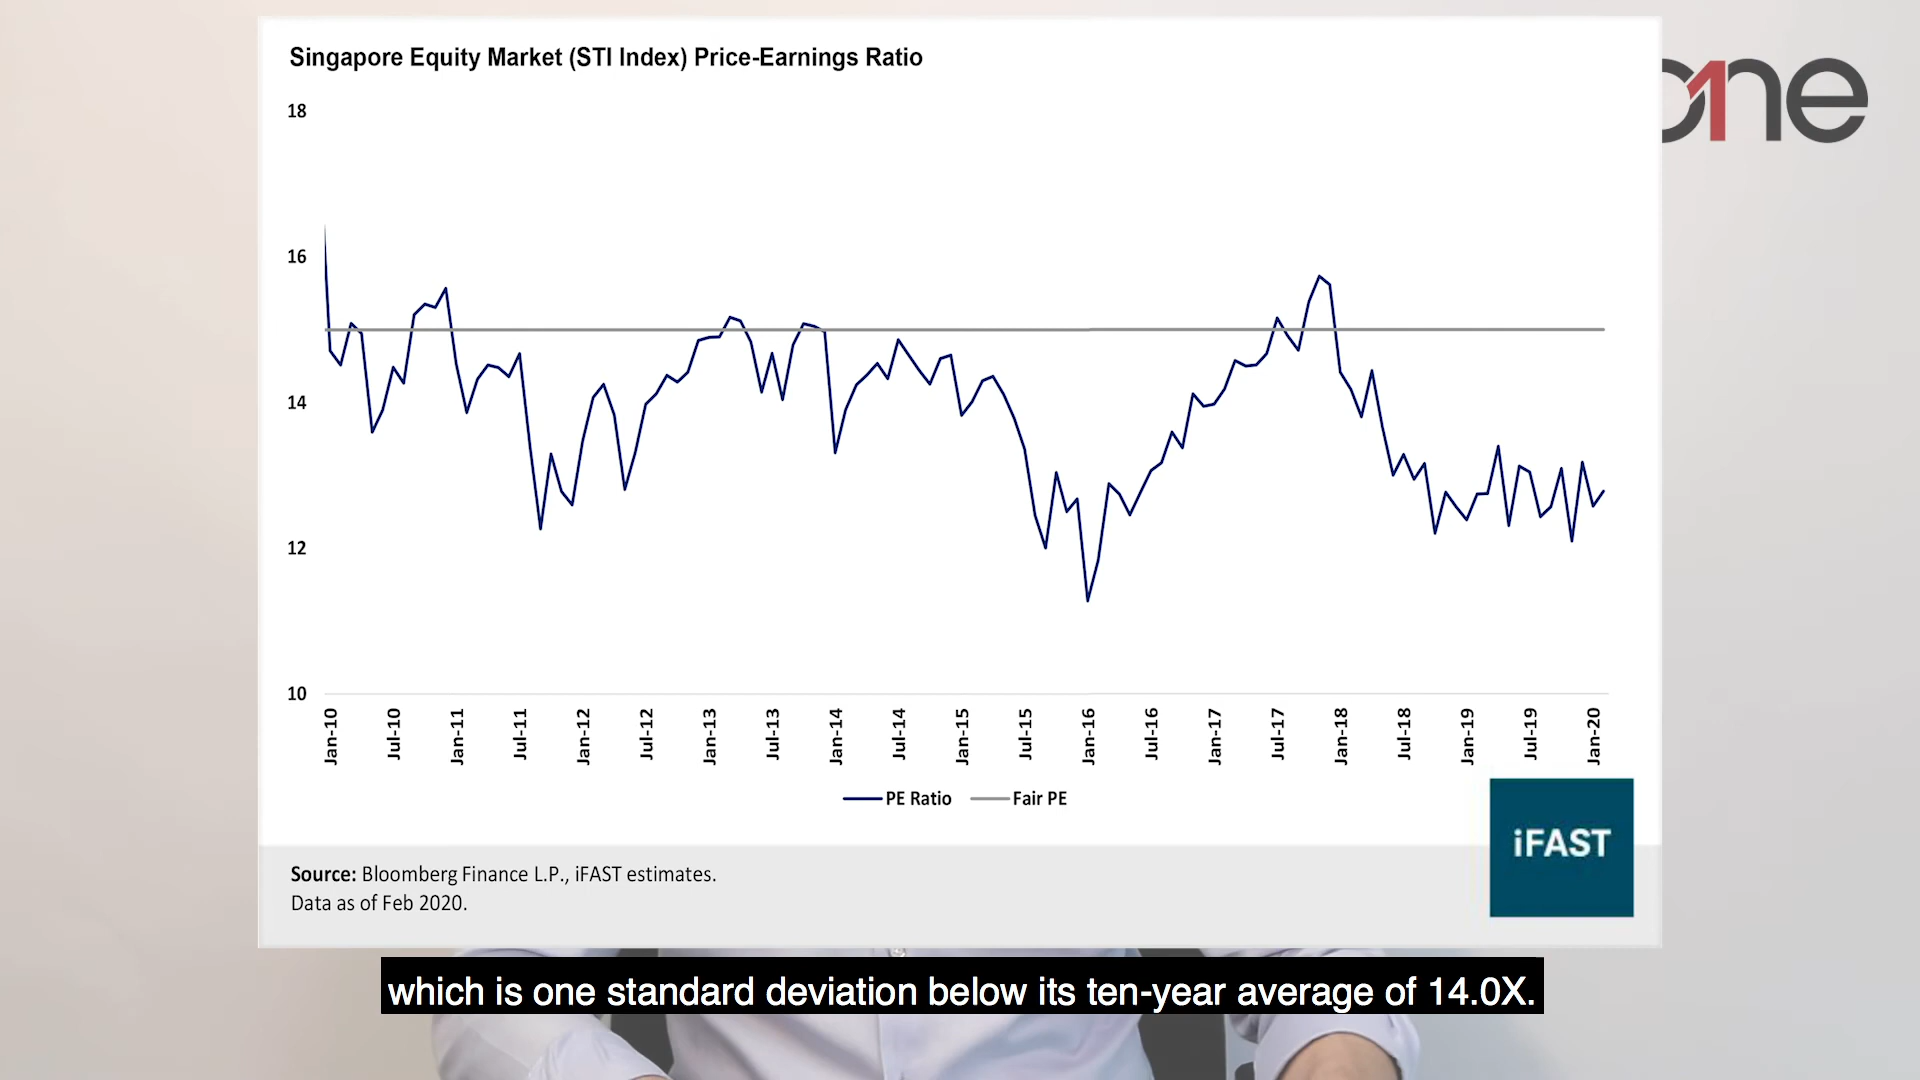 Singapore Equity Market (STI Index) Price-Earnings Ratio
one
18
16
14
12
10
Jan-10 Jul-10 Jan-11 Jul-11 Jan-12 Jul-12 Jan-13 Jul-13 Jan-14 Jul-14 Jan-15 Jul-15 Jan-16 Jul-16 Jan-17 Jul-17 Jan-18 Jul-18 Jan-19 Jul-19 Jan-20
PE Ratio Fair PE
iFAST
Source: Bloomberg Finance L.P., iFAST estimates.
Data as of Feb 2020.
which is one standard deviation below its ten-year average of 14.0X.